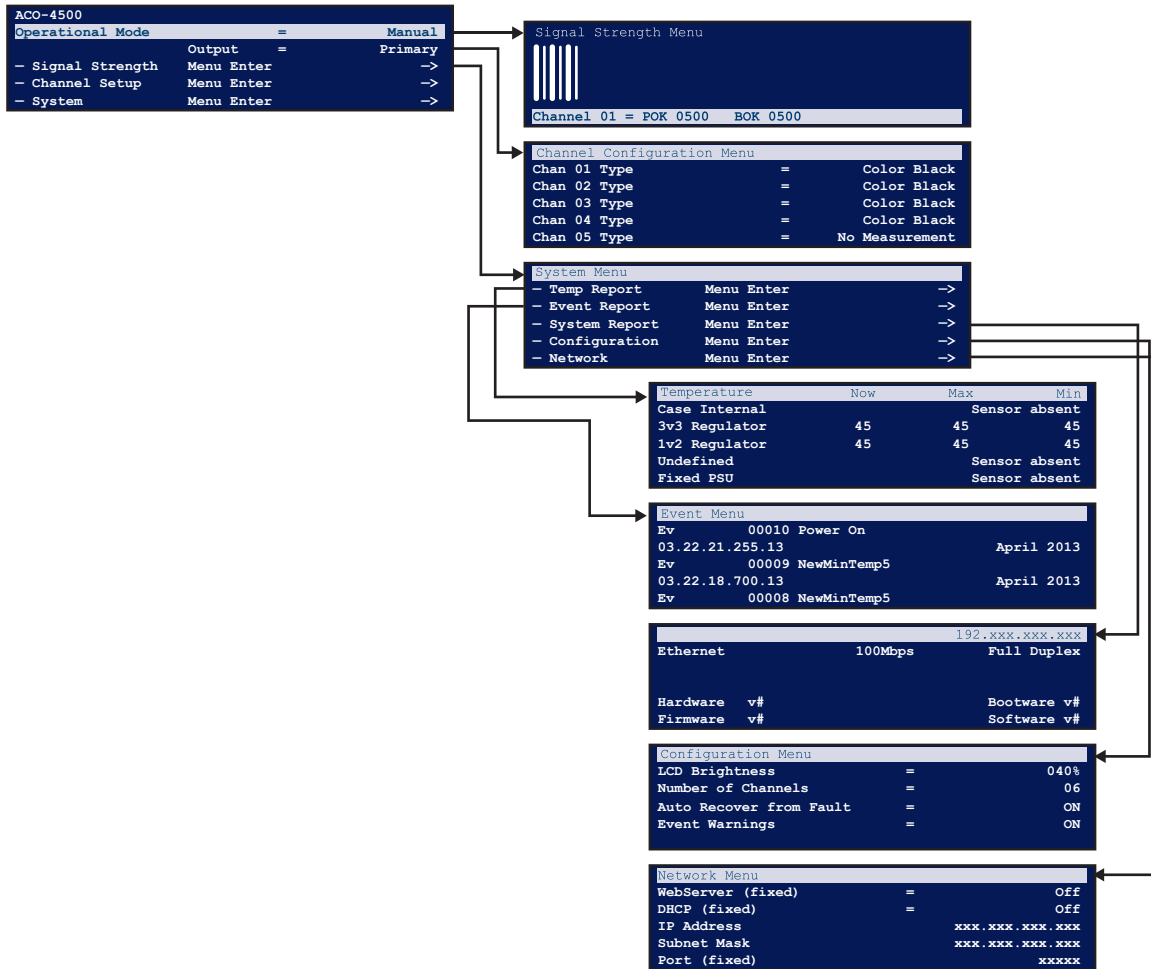 ACO-4500
Operational Mode = Manual
Output = Primary
— Signal Strength Menu Enter —>
— Channel Setup Menu Enter —>
— System Menu Enter —>
Signal Strength Menu
Channel 01 = POK 0500 BOK 0500
Channel Configuration Menu
Chan 01 Type = Color Black
Chan 02 Type = Color Black
Chan 03 Type = Color Black
Chan 04 Type = Color Black
Chan 05 Type = No Measurement
System Menu
— Temp Report Menu Enter —>
— Event Report Menu Enter —>
— System Report Menu Enter —>
— Configuration Menu Enter —>
— Network Menu Enter —>
Temperature Now Max Min
Case Internal Sensor absent
3v3 Regulator 45 45 45
1v2 Regulator 45 45 45
Undefined Sensor absent
Fixed PSU Sensor absent
Event Menu
Ev 00010 Power On
03.22.21.255.13 April 2013
Ev 00009 NewMinTemp5
03.22.18.700.13 April 2013
Ev 00008 NewMinTemp5
192.xxx.xxx.xxx
Ethernet 100Mbps Full Duplex
Hardware v# Bootware v#
Firmware v# Software v#
Configuration Menu
LCD Brightness = 040%
Number of Channels = 06
Auto Recover from Fault = ON
Event Warnings = ON
Network Menu
WebServer (fixed) = Off
DHCP (fixed) = Off
IP Address xxx.xxx.xxx.xxx
Subnet Mask xxx.xxx.xxx.xxx
Port (fixed) xxxxx